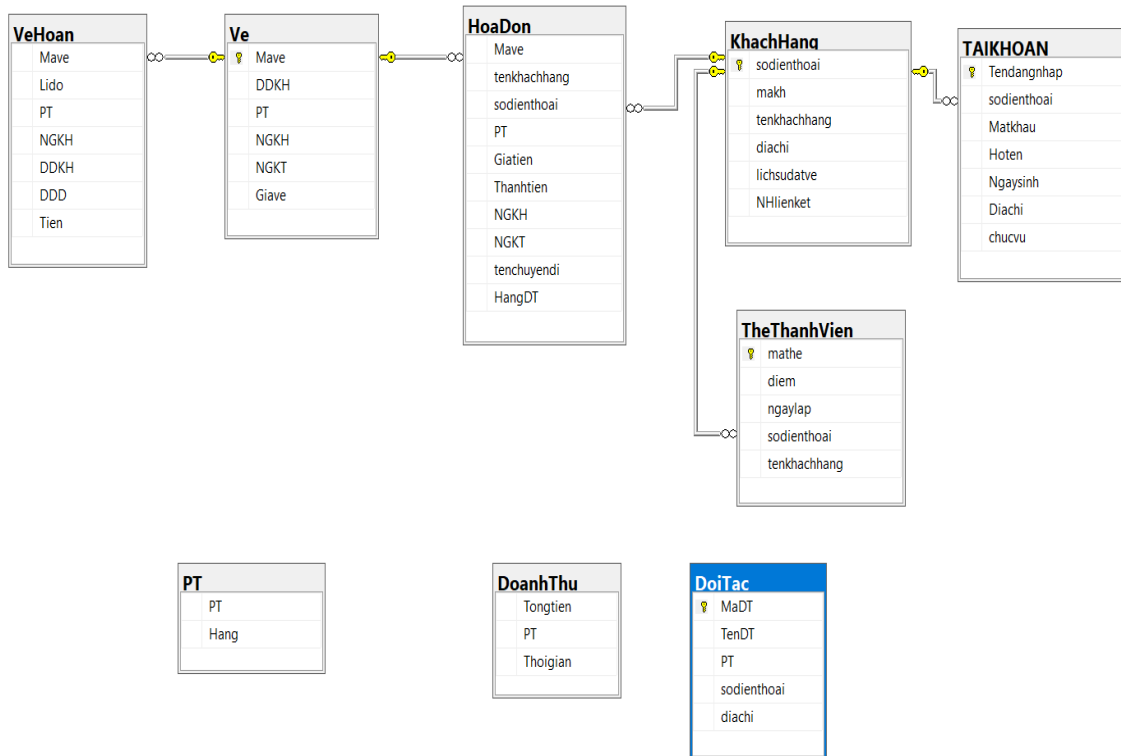 VeHoan
Mave
Lido
PT
NGKH
DDKH
DDD
Tien
Ve
Mave
DDKH
PT
NGKH
NGKT
Giave
HoaDon
Mave
tenkhachhang
sodienthoai
PT
Giatien
Thanhtien
NGKH
NGKT
tenchuyendi
HangDT
KhachHang
sodienthoai
makh
tenkhachhang
diachi
lichsudatve
NHlienket
TAIKHOAN
Tendangnhap
sodienthoai
Matkhau
Hoten
Ngaysinh
Diachi
chucvu
TheThanhVien
mathe
diem
ngaylap
sodienthoai
tenkhachhang
PT
PT
Hang
DoanhThu
Tongtien
PT
Thoigian
DoiTac
MaDT
TenDT
PT
sodienthoai
diachi